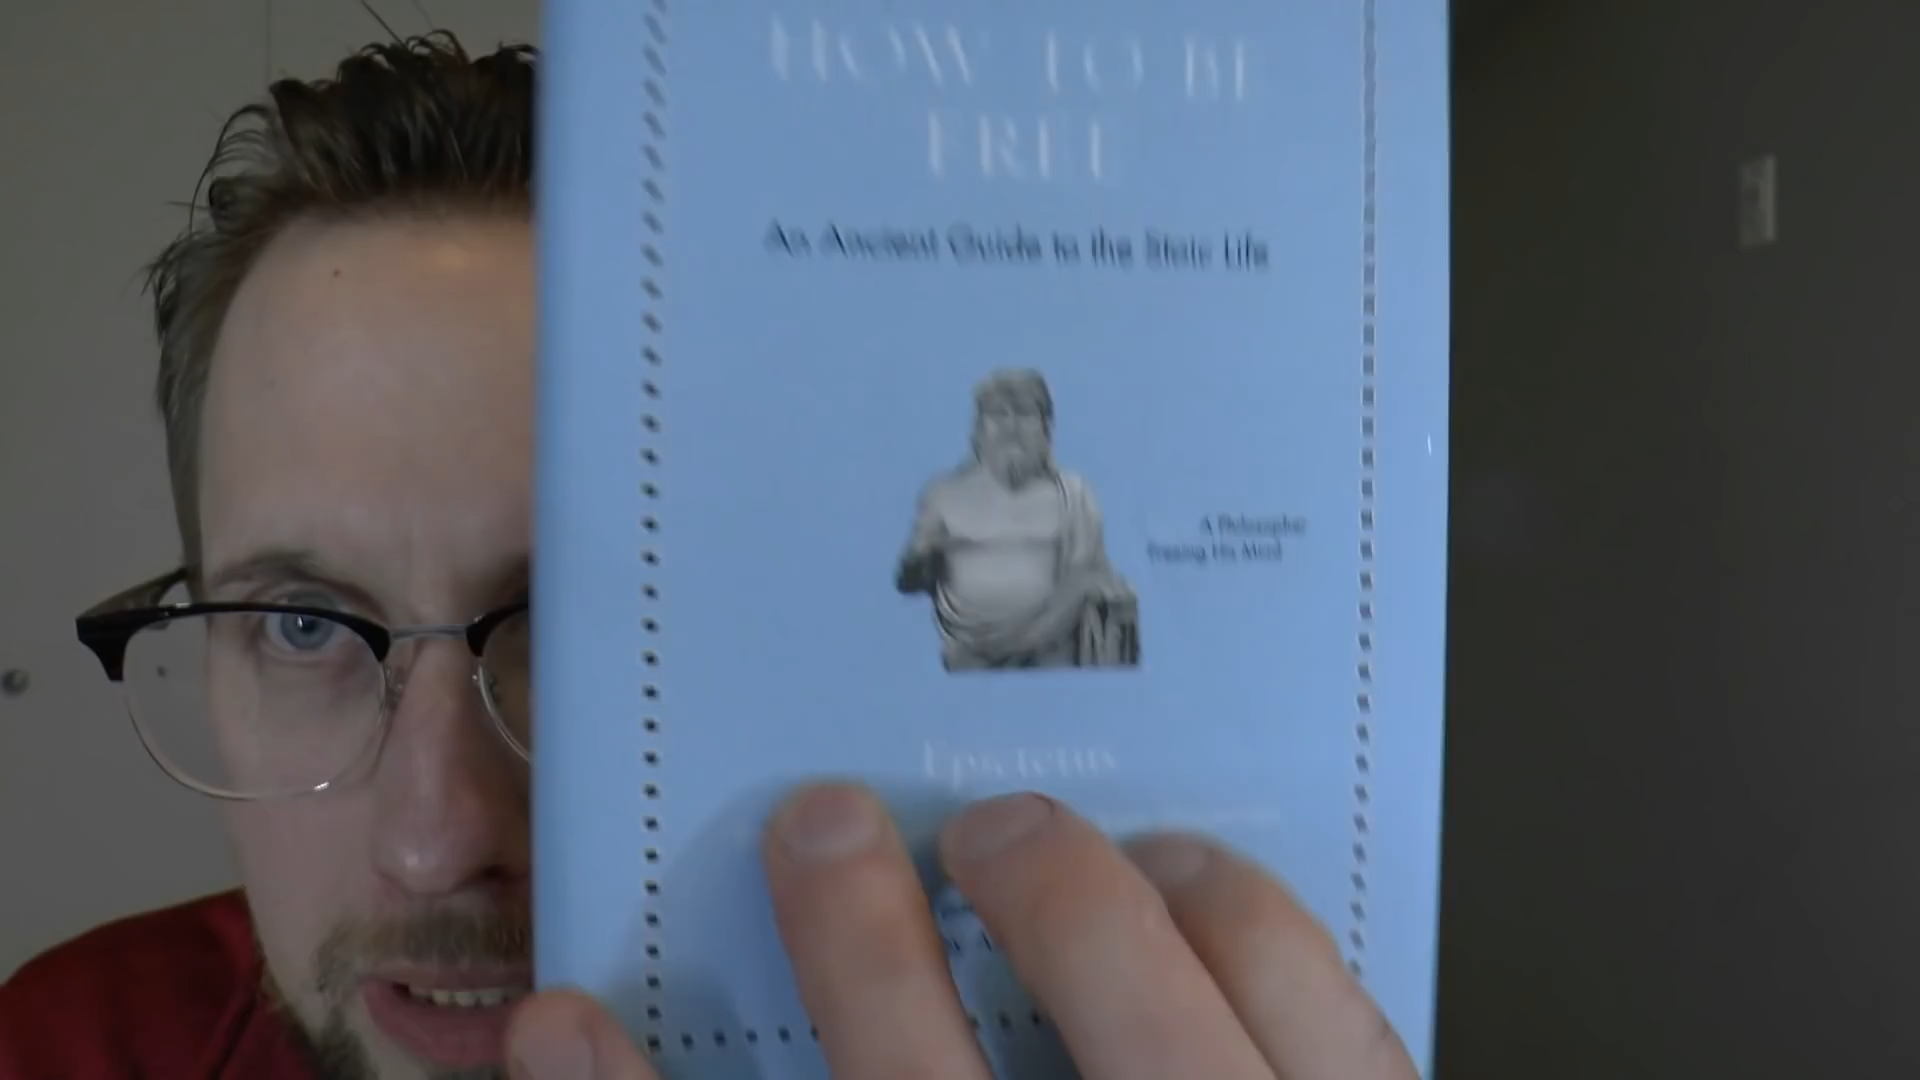 HOW TO BE
FREE
An Ancient Guide to the Stoic Life
A Philosopher
Freeing His Mind
Epictetus